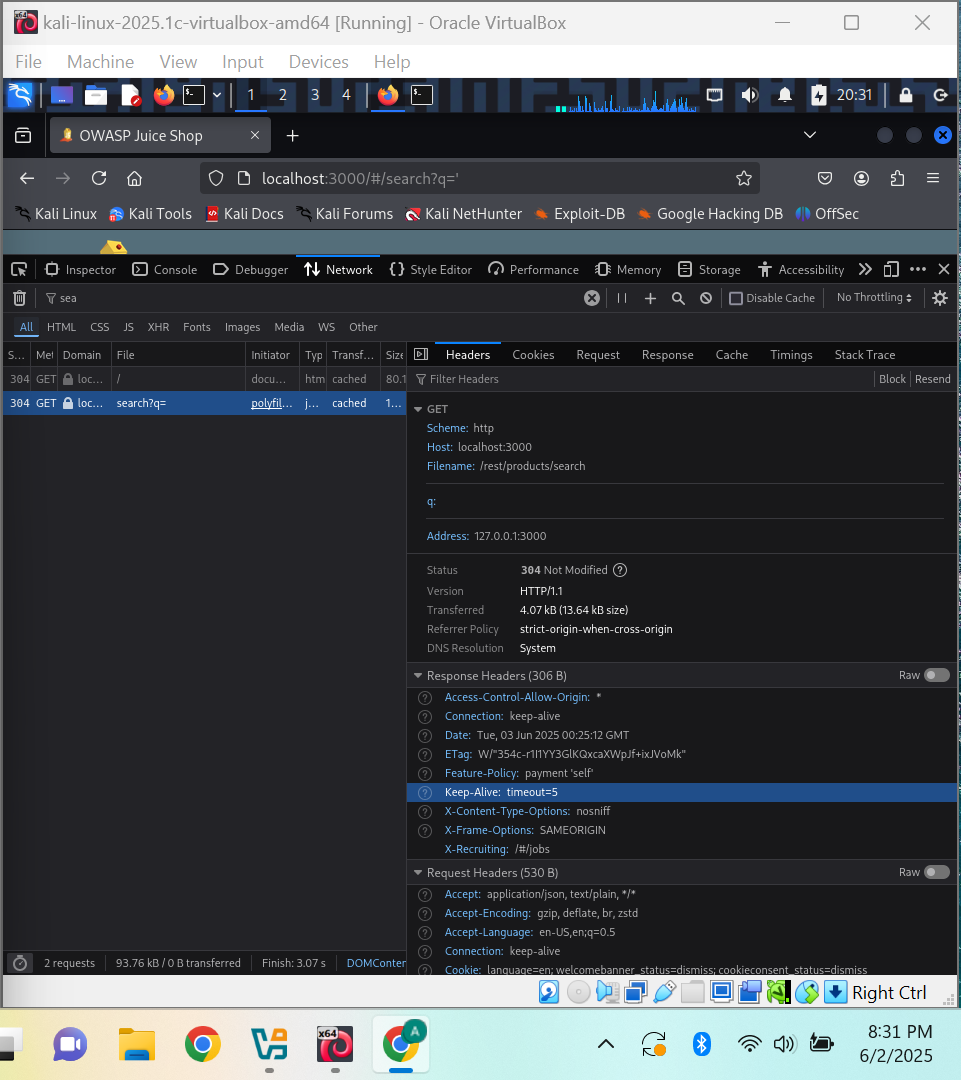 kali-linux-2025.1c-virtualbox-amd64 [Running] - Oracle VirtualBox
File Machine View Input Devices Help
1 2 3 4 20:31
OWASP Juice Shop
localhost:3000/#/search?q='
Kali Linux Kali Tools Kali Docs Kali Forums Kali NetHunter Exploit-DB Google Hacking DB OffSec
Inspector Console Debugger Network Style Editor Performance Memory Storage Accessibility
sea Disable Cache No Throttling
All HTML CSS JS XHR Fonts Images Media WS Other
S... Met Domain File Initiator Typ Transf... Size
Headers Cookies Request Response Cache Timings Stack Trace
304 GET loc... / docu... htm cached 80.1
Filter Headers Block Resend
304 GET loc... search?q= polyfil... j... cached 1...
GET
Scheme: http
Host: localhost:3000
Filename: /rest/products/search
q:
Address: 127.0.0.1:3000
Status 304 Not Modified
Version HTTP/1.1
Transferred 4.07 kB (13.64 kB size)
Referrer Policy strict-origin-when-cross-origin
DNS Resolution System
Response Headers (306 B) Raw
Access-Control-Allow-Origin: *
Connection: keep-alive
Date: Tue, 03 Jun 2025 00:25:12 GMT
ETag: W/"354c-r1I1YY3GlKQxcaXWpJf+ixJVoMk"
Feature-Policy: payment 'self'
Keep-Alive: timeout=5
X-Content-Type-Options: nosniff
X-Frame-Options: SAMEORIGIN
X-Recruiting: /#/jobs
Request Headers (530 B) Raw
Accept: application/json, text/plain, */*
Accept-Encoding: gzip, deflate, br, zstd
Accept-Language: en-US,en;q=0.5
Connection: keep-alive
Cookie: language=en; welcomebanner_status=dismiss; cookieconsent_status=dismiss
2 requests 93.76 kB / 0 B transferred Finish: 3.07 s DOMConten
Right Ctrl
x64
A
8:31 PM
6/2/2025